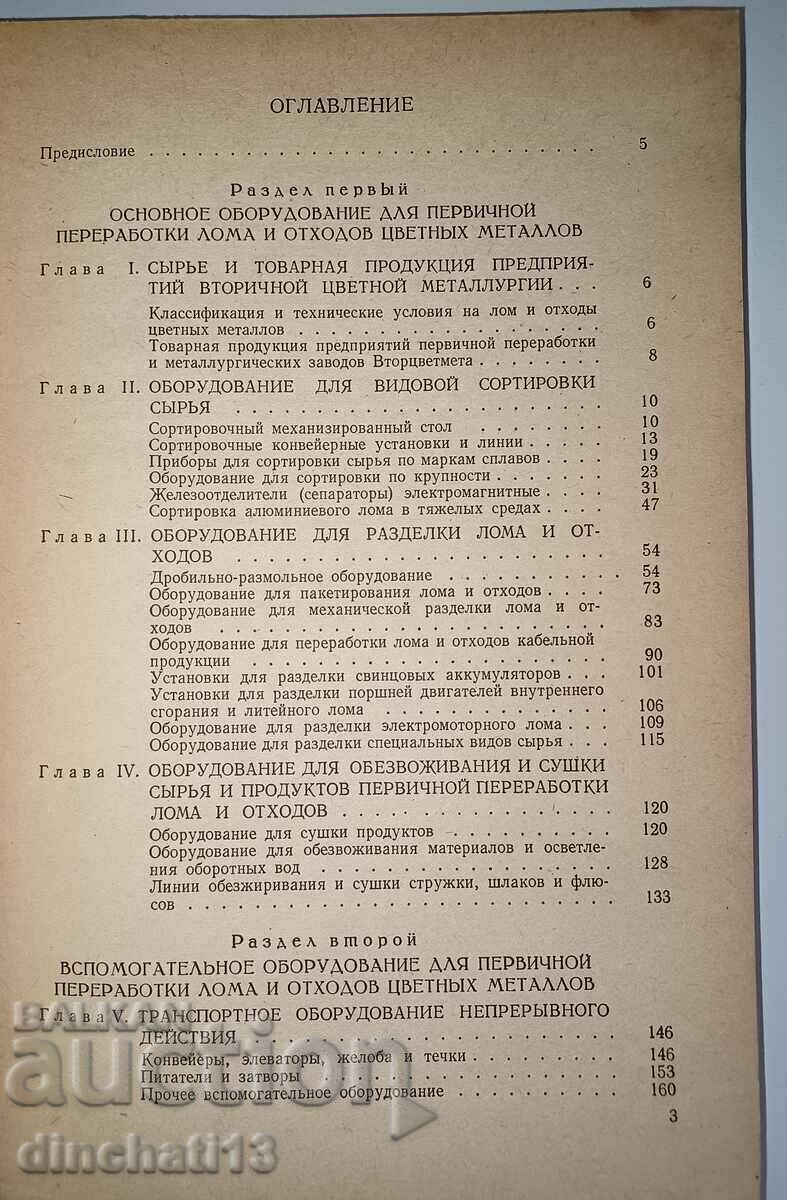 ОГЛАВЛЕНИЕ
Предисловие . . . . . . . . . . . . . . . . . . . . . . . . . . . 5
Раздел первый
ОСНОВНОЕ ОБОРУДОВАНИЕ ДЛЯ ПЕРВИЧНОЙ
ПЕРЕРАБОТКИ ЛОМА И ОТХОДОВ ЦВЕТНЫХ МЕТАЛЛОВ
Глава I. СЫРЬЕ И ТОВАРНАЯ ПРОДУКЦИЯ ПРЕДПРИЯ-
ТИЙ ВТОРИЧНОЙ ЦВЕТНОЙ МЕТАЛЛУРГИИ . . . 6
Классификация и технические условия на лом и отходы
цветных металлов . . . . . . . . . . . . . . . . . . . 6
Товарная продукция предприятий первичной переработки
и металлургических заводов Вторцветмета . . . . . . . . 8
Глава II. ОБОРУДОВАНИЕ ДЛЯ ВИДОВОЙ СОРТИРОВКИ
СЫРЬЯ . . . . . . . . . . . . . . . . . . . . . . . 10
Сортировочный механизированный стол . . . . . . . . 10
Сортировочные конвейерные установки и линии . . . . . 13
Приборы для сортировки сырья по маркам сплавов . . . . 19
Оборудование для сортировки по крупности . . . . . . . 23
Железоотделители (сепараторы) электромагнитные . . . . 31
Сортировка алюминиевого лома в тяжелых средах . . . . 47
Глава III. ОБОРУДОВАНИЕ ДЛЯ РАЗДЕЛКИ ЛОМА И ОТ-
ХОДОВ . . . . . . . . . . . . . . . . . . . . . . . 54
Дробильно-размольное оборудование . . . . . . . . . . . 54
Оборудование для пакетирования лома и отходов . . . . 73
Оборудование для механической разделки лома и от-
ходов . . . . . . . . . . . . . . . . . . . . . . . . 83
Оборудование для переработки лома и отходов кабельной
продукции . . . . . . . . . . . . . . . . . . . . . . 90
Установки для разделки свинцовых аккумуляторов . . . 101
Установки для разделки поршней двигателей внутреннего
сгорания и литейного лома . . . . . . . . . . . . . . 106
Оборудование для разделки электромоторного лома . . . 109
Оборудование для разделки специальных видов сырья . . . 115
Глава IV. ОБОРУДОВАНИЕ ДЛЯ ОБЕЗВОЖИВАНИЯ И СУШКИ
СЫРЬЯ И ПРОДУКТОВ ПЕРВИЧНОЙ ПЕРЕРАБОТКИ
ЛОМА И ОТХОДОВ . . . . . . . . . . . . . . . . . 120
Оборудование для сушки продуктов . . . . . . . . . . 120
Оборудование для обезвоживания материалов и осветле-
ния оборотных вод . . . . . . . . . . . . . . . . . . 128
Линии обезжиривания и сушки стружки, шлаков и флю-
сов . . . . . . . . . . . . . . . . . . . . . . . . . . 133
Раздел второй
ВСПОМОГАТЕЛЬНОЕ ОБОРУДОВАНИЕ ДЛЯ ПЕРВИЧНОЙ
ПЕРЕРАБОТКИ ЛОМА И ОТХОДОВ ЦВЕТНЫХ МЕТАЛЛОВ
Глава V. ТРАНСПОРТНОЕ ОБОРУДОВАНИЕ НЕПРЕРЫВНОГО
ДЕЙСТВИЯ . . . . . . . . . . . . . . . . . . . . . . 146
Конвейеры, элеваторы, желоба и течки . . . . . . . . . 146
Питатели и затворы . . . . . . . . . . . . . . . . . . 153
Прочее вспомогательное оборудование . . . . . . . . . . 160
3
BALKAN
auction
dinchati13